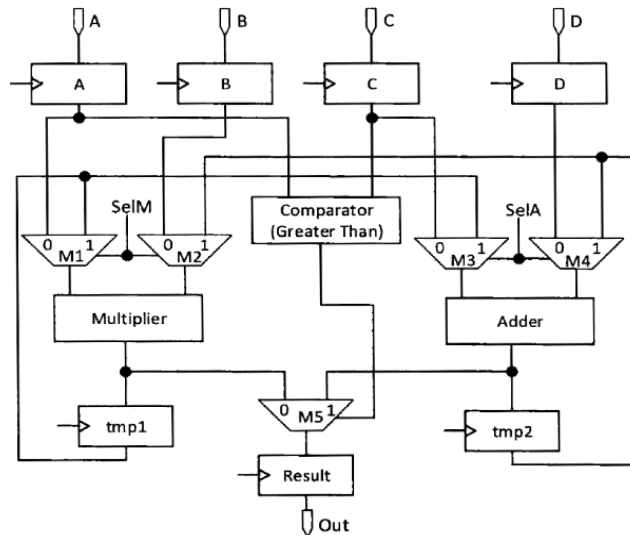 A B C D
A B C D
0 1 SelM 0 1 Comparator (Greater Than) 0 1 SelA 0 1
M1 M2 M3 M4
Multiplier Adder
0 1
M5
tmp1 tmp2
Result
Out